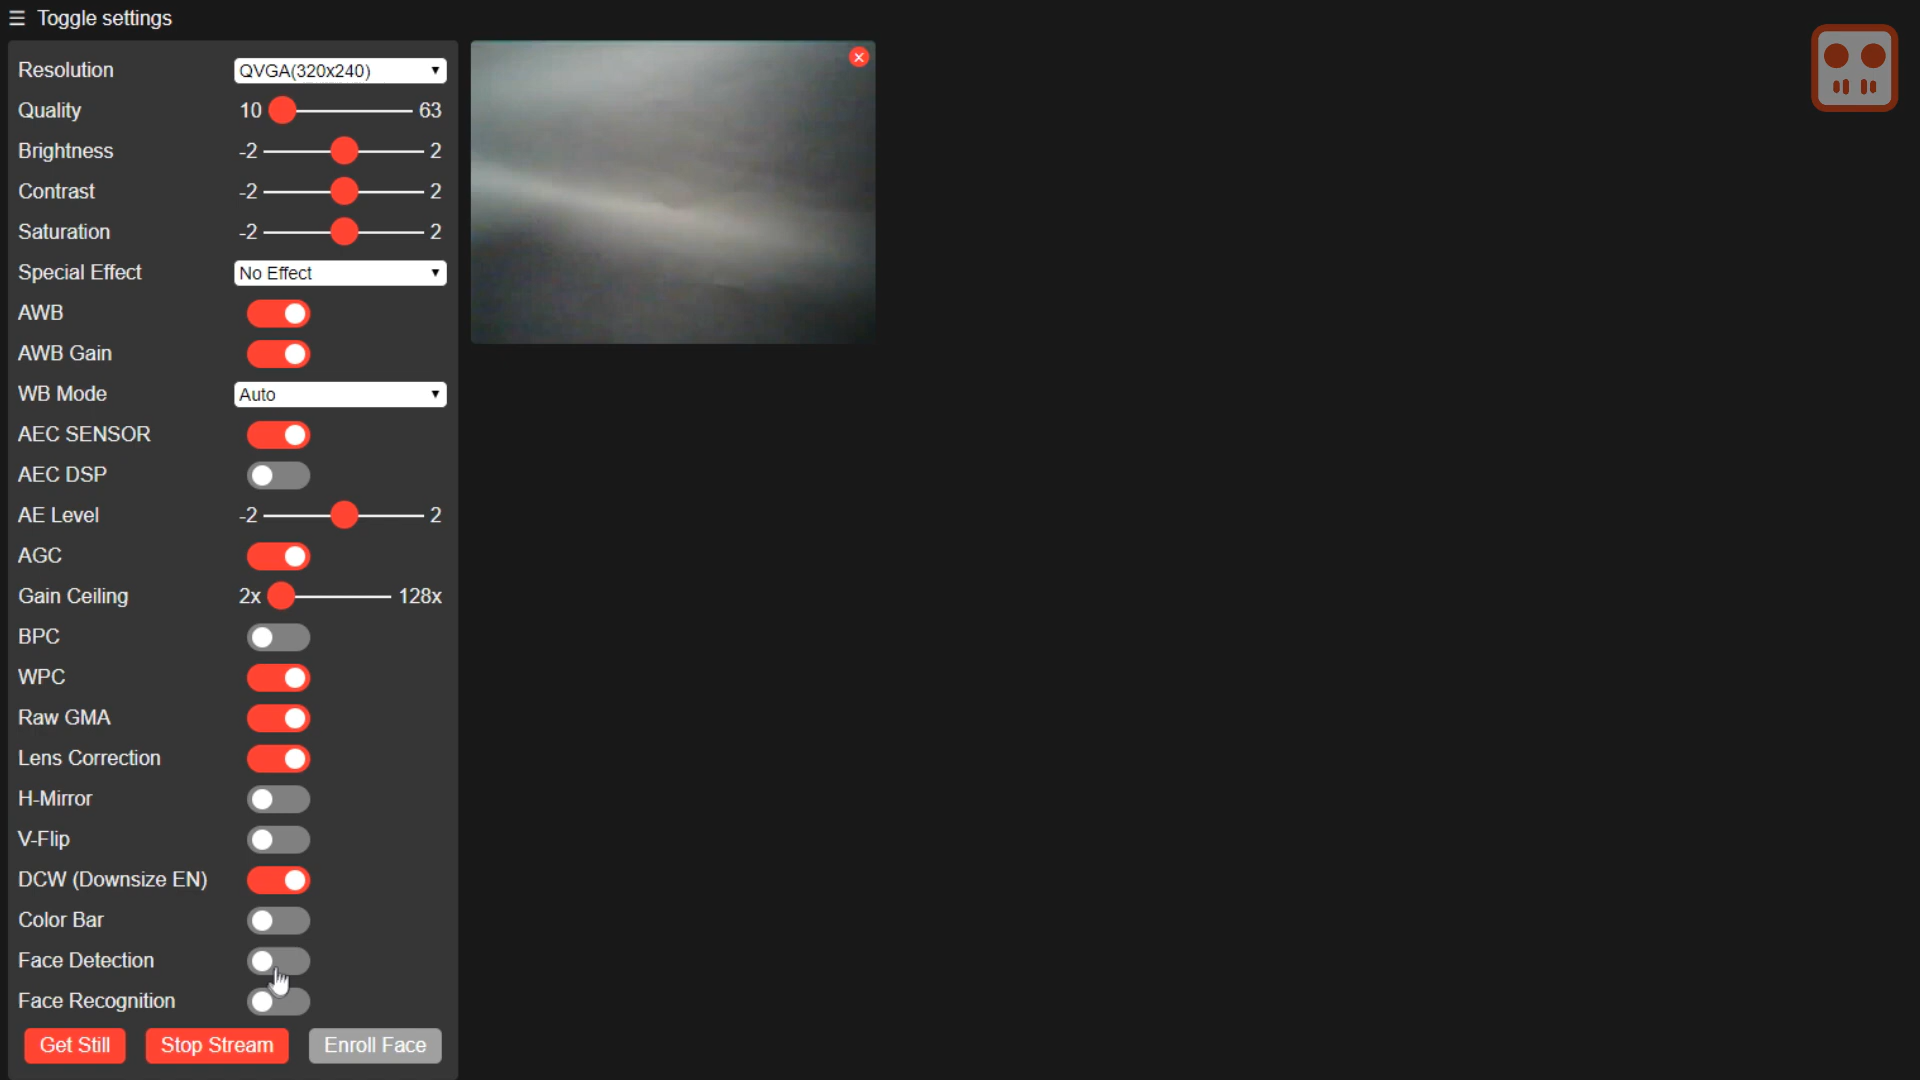 ☰ Toggle settings
Resolution QVGA(320x240)
Quality 10 63
Brightness -2 2
Contrast -2 2
Saturation -2 2
Special Effect No Effect
AWB
AWB Gain
WB Mode Auto
AEC SENSOR
AEC DSP
AE Level -2 2
AGC
Gain Ceiling 2x 128x
BPC
WPC
Raw GMA
Lens Correction
H-Mirror
V-Flip
DCW (Downsize EN)
Color Bar
Face Detection
Face Recognition
Get Still Stop Stream Enroll Face